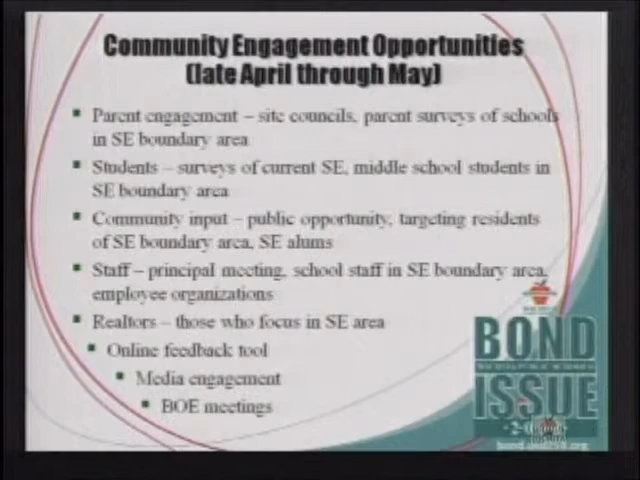 Community Engagement Opportunities
(late April through May)
Parent engagement – site councils, parent surveys of schools
in SE boundary area
Students – surveys of current SE, middle school students in
SE boundary area
Community input – public opportunity, targeting residents
of SE boundary area, SE alums
Staff – principal meeting, school staff in SE boundary area,
employee organizations
Realtors – those who focus in SE area
Online feedback tool
Media engagement
BOE meetings
BOND
ISSUE